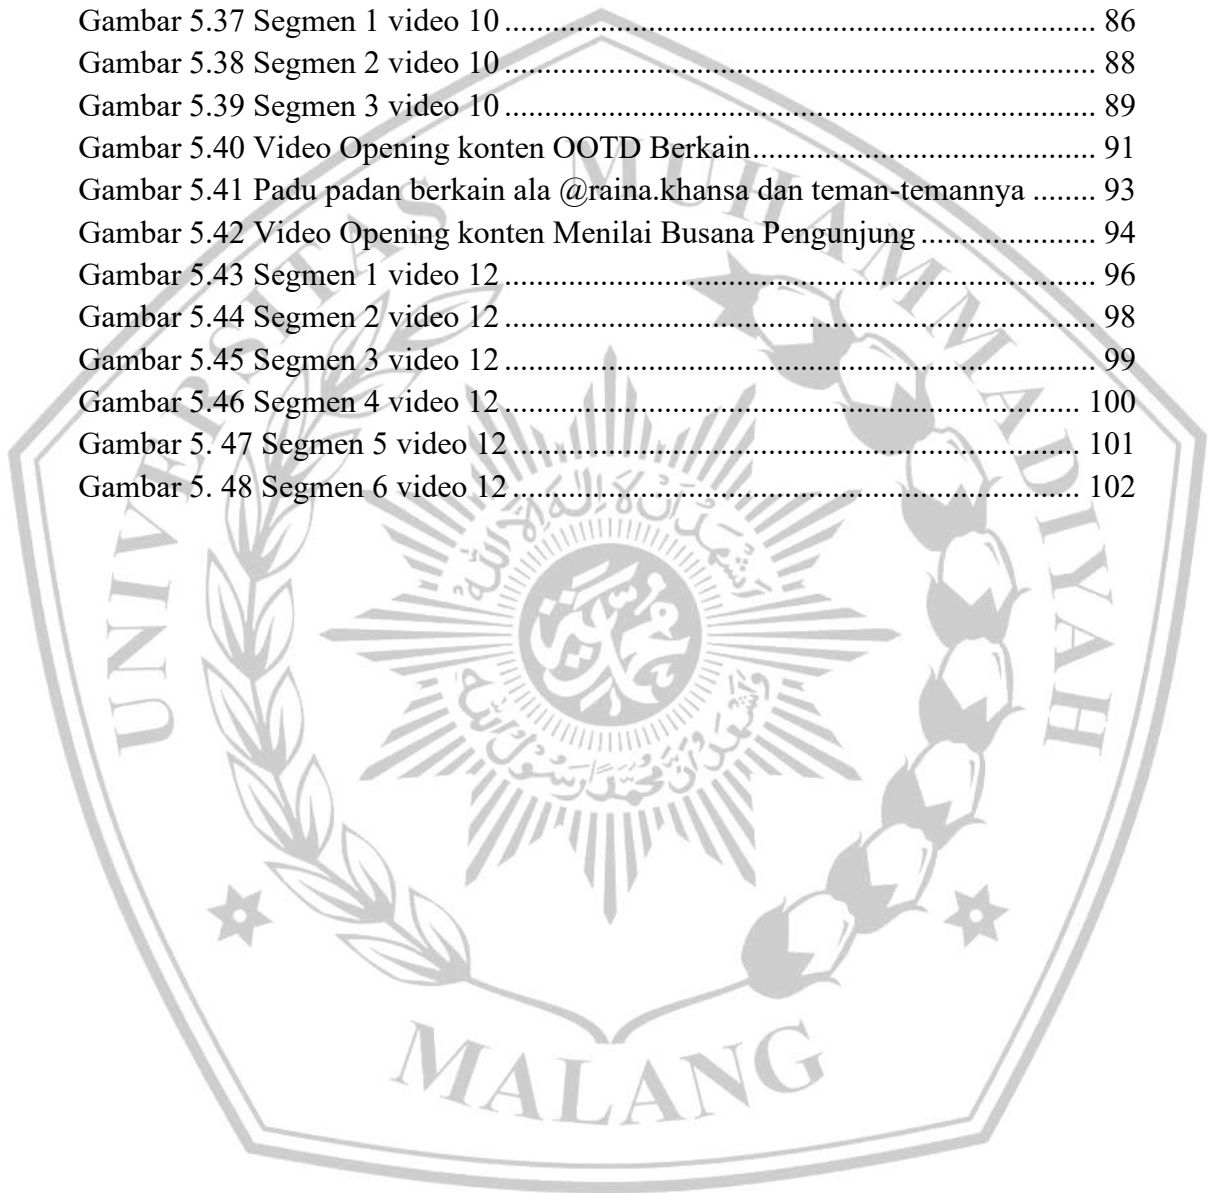 Gambar 5.37 Segmen 1 video 10 ........................................................................... 86
Gambar 5.38 Segmen 2 video 10 ........................................................................... 88
Gambar 5.39 Segmen 3 video 10 ........................................................................... 89
Gambar 5.40 Video Opening konten OOTD Berkain ........................................... 91
Gambar 5.41 Padu padan berkain ala @raina.khansa dan teman-temannya ........ 93
Gambar 5.42 Video Opening konten Menilai Busana Pengunjung ...................... 94
Gambar 5.43 Segmen 1 video 12 ........................................................................... 96
Gambar 5.44 Segmen 2 video 12 ........................................................................... 98
Gambar 5.45 Segmen 3 video 12 ........................................................................... 99
Gambar 5.46 Segmen 4 video 12 ......................................................................... 100
Gambar 5. 47 Segmen 5 video 12 ........................................................................ 101
Gambar 5. 48 Segmen 6 video 12 ........................................................................ 102
UNIVERSITAS MUHAMMADIYAH
MALANG